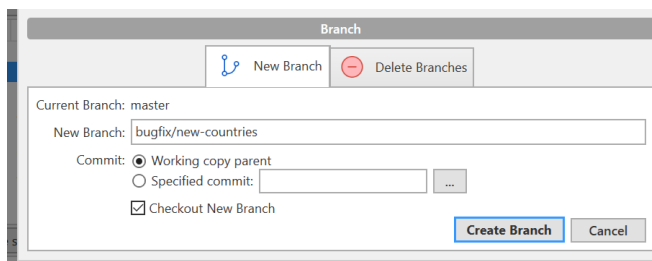 Branch
New Branch
Delete Branches
Current Branch: master
New Branch: bugfix/new-countries
Commit: Working copy parent
Specified commit: ...
Checkout New Branch
Create Branch Cancel